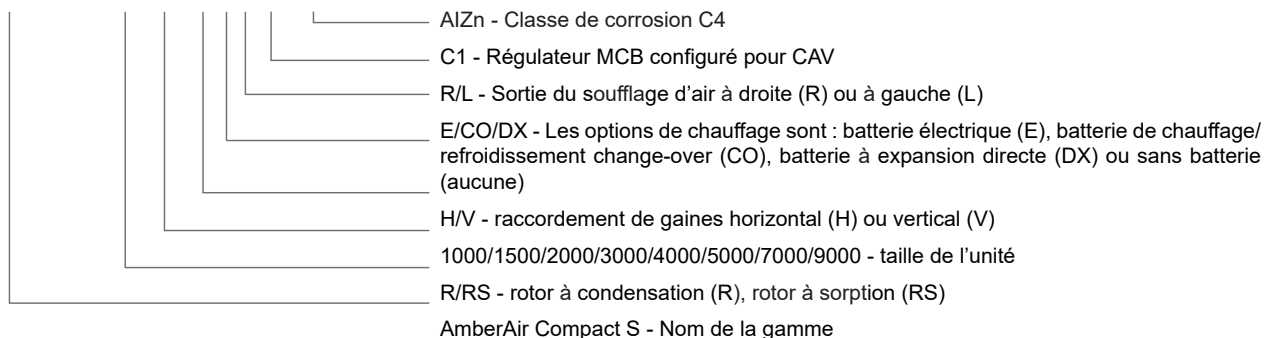 AlZn - Classe de corrosion C4
C1 - Régulateur MCB configuré pour CAV
R/L - Sortie du soufflage d'air à droite (R) ou à gauche (L)
E/CO/DX - Les options de chauffage sont : batterie électrique (E), batterie de chauffage/
refroidissement change-over (CO), batterie à expansion directe (DX) ou sans batterie
(aucune)
H/V - raccordement de gaines horizontal (H) ou vertical (V)
1000/1500/2000/3000/4000/5000/7000/9000 - taille de l'unité
R/RS - rotor à condensation (R), rotor à sorption (RS)
AmberAir Compact S - Nom de la gamme